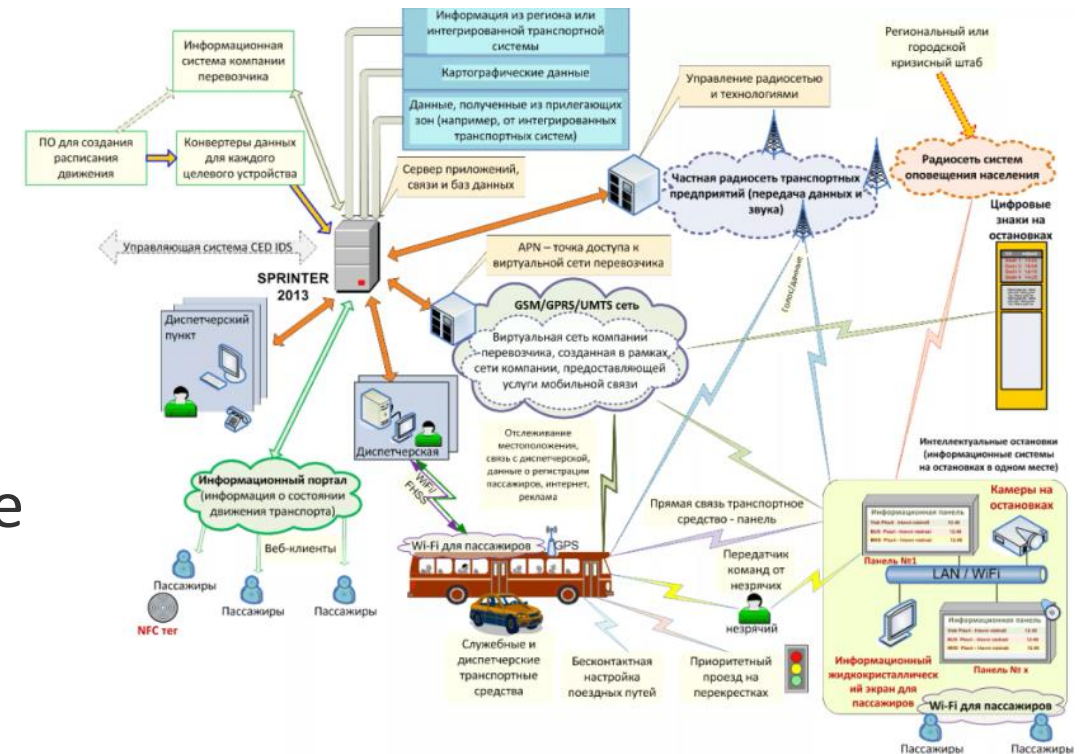 Информация из региона или
интегрированной транспортной
системы
Картографические данные
Данные, полученные из прилегающих
зон (например, от интегрированных
транспортных систем)
Информационная
система компании
перевозчика
ПО для создания
расписания
движения
Конвертеры данных
для каждого
целевого устройства
Сервер приложений,
связи и баз данных
Управление радиосетью
и технологиями
Региональный или
городской
кризисный штаб
Частная радиосеть транспортных
предприятий (передача данных и
звука)
Радиосеть систем
оповещения населения
Цифровые
знаки на
остановках
Управляющая система CED IDS
SPRINTER
2013
APN – точка доступа к
виртуальной сети перевозчика
Голос/данные
GSM/GPRS/UMTS сеть
Виртуальная сеть компании
перевозчика, созданная в рамках
сети компании, предоставляющей
услуги мобильной связи
Диспетчерский
пункт
Диспетчерская
Отслеживание
местоположения,
связь с диспетчерской,
данные о регистрации
пассажиров, интернет,
реклама
WiFi/
FHSS
Информационный портал
(информация о состоянии
движения транспорта)
Веб-клиенты
Пассажиры
Пассажиры
Пассажиры
NFC тег
е
Wi-Fi для пассажиров
GPS
Прямая связь транспортное
средство - панель
Передатчик
команд от
незрячих
незрячий
Служебные и
диспетчерские
транспортные
средства
Бесконтактная
настройка
поездных путей
Приоритетный
проезд на
перекрестках
Интеллектуальные остановки
(информационные системы
на остановках в одном месте)
Камеры на
остановках
Информационная панель
Панель №1
LAN / WiFi
Информационная панель
Панель № x
Информационный
жидкокристаллическ
ий экран для
пассажиров
Wi-Fi для пассажиров
Пассажиры
Пассажиры